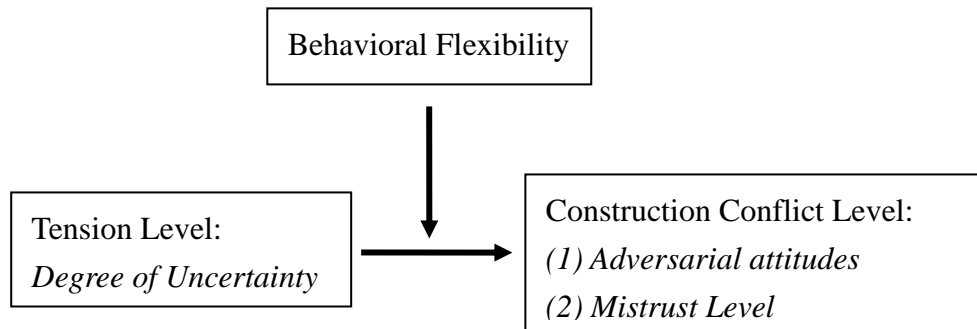 Behavioral Flexibility
Tension Level:
Degree of Uncertainty
Construction Conflict Level:
(1) Adversarial attitudes
(2) Mistrust Level